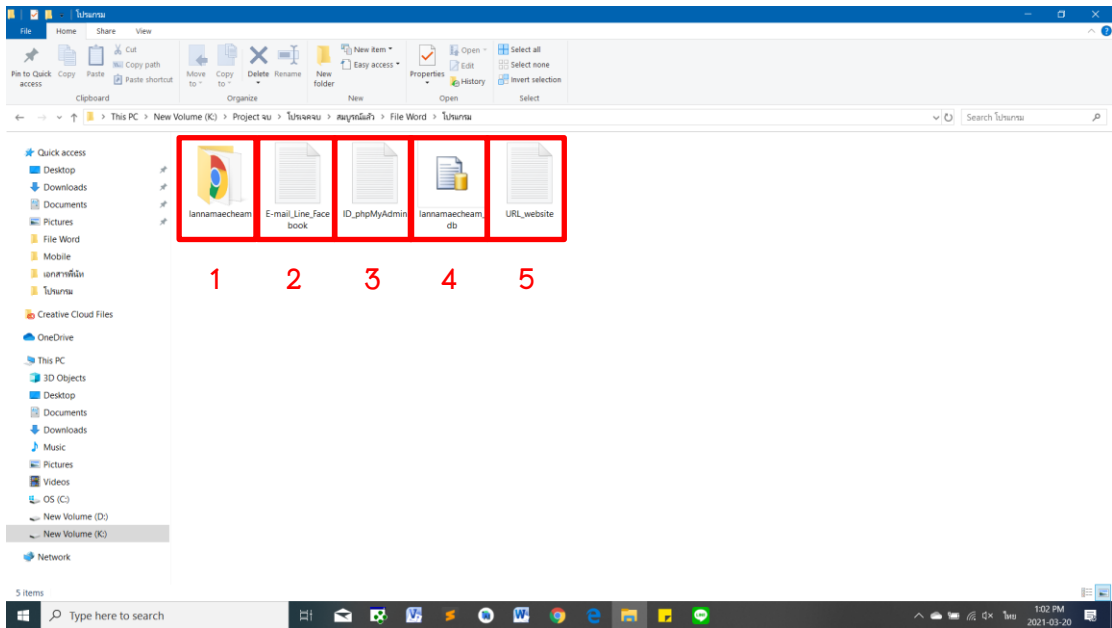 โปรแกรม
File Home Share View
Pin to Quick access
Copy
Paste
Cut
Copy path
Paste shortcut
Clipboard
Move to
Copy to
Delete
Rename
Organize
New folder
New item
Easy access
New
Properties
Open
Edit
History
Open
Select all
Select none
Invert selection
Select
This PC > New Volume (K:) > Project จบ > โปรเจคจบ > สมบูรณ์แล้ว > File Word > โปรแกรม
Search โปรแกรม
Quick access
Desktop
Downloads
Documents
Pictures
File Word
Mobile
เอกสารพี่นัท
โปรแกรม
Creative Cloud Files
OneDrive
This PC
3D Objects
Desktop
Documents
Downloads
Music
Pictures
Videos
OS (C:)
New Volume (D:)
New Volume (K:)
Network
lannamaecheam
E-mail_Line_Face
book
ID_phpMyAdmin
lannamaecheam_
db
URL_website
1 2 3 4 5
5 items
Type here to search
ไทย
1:02 PM
2021-03-20